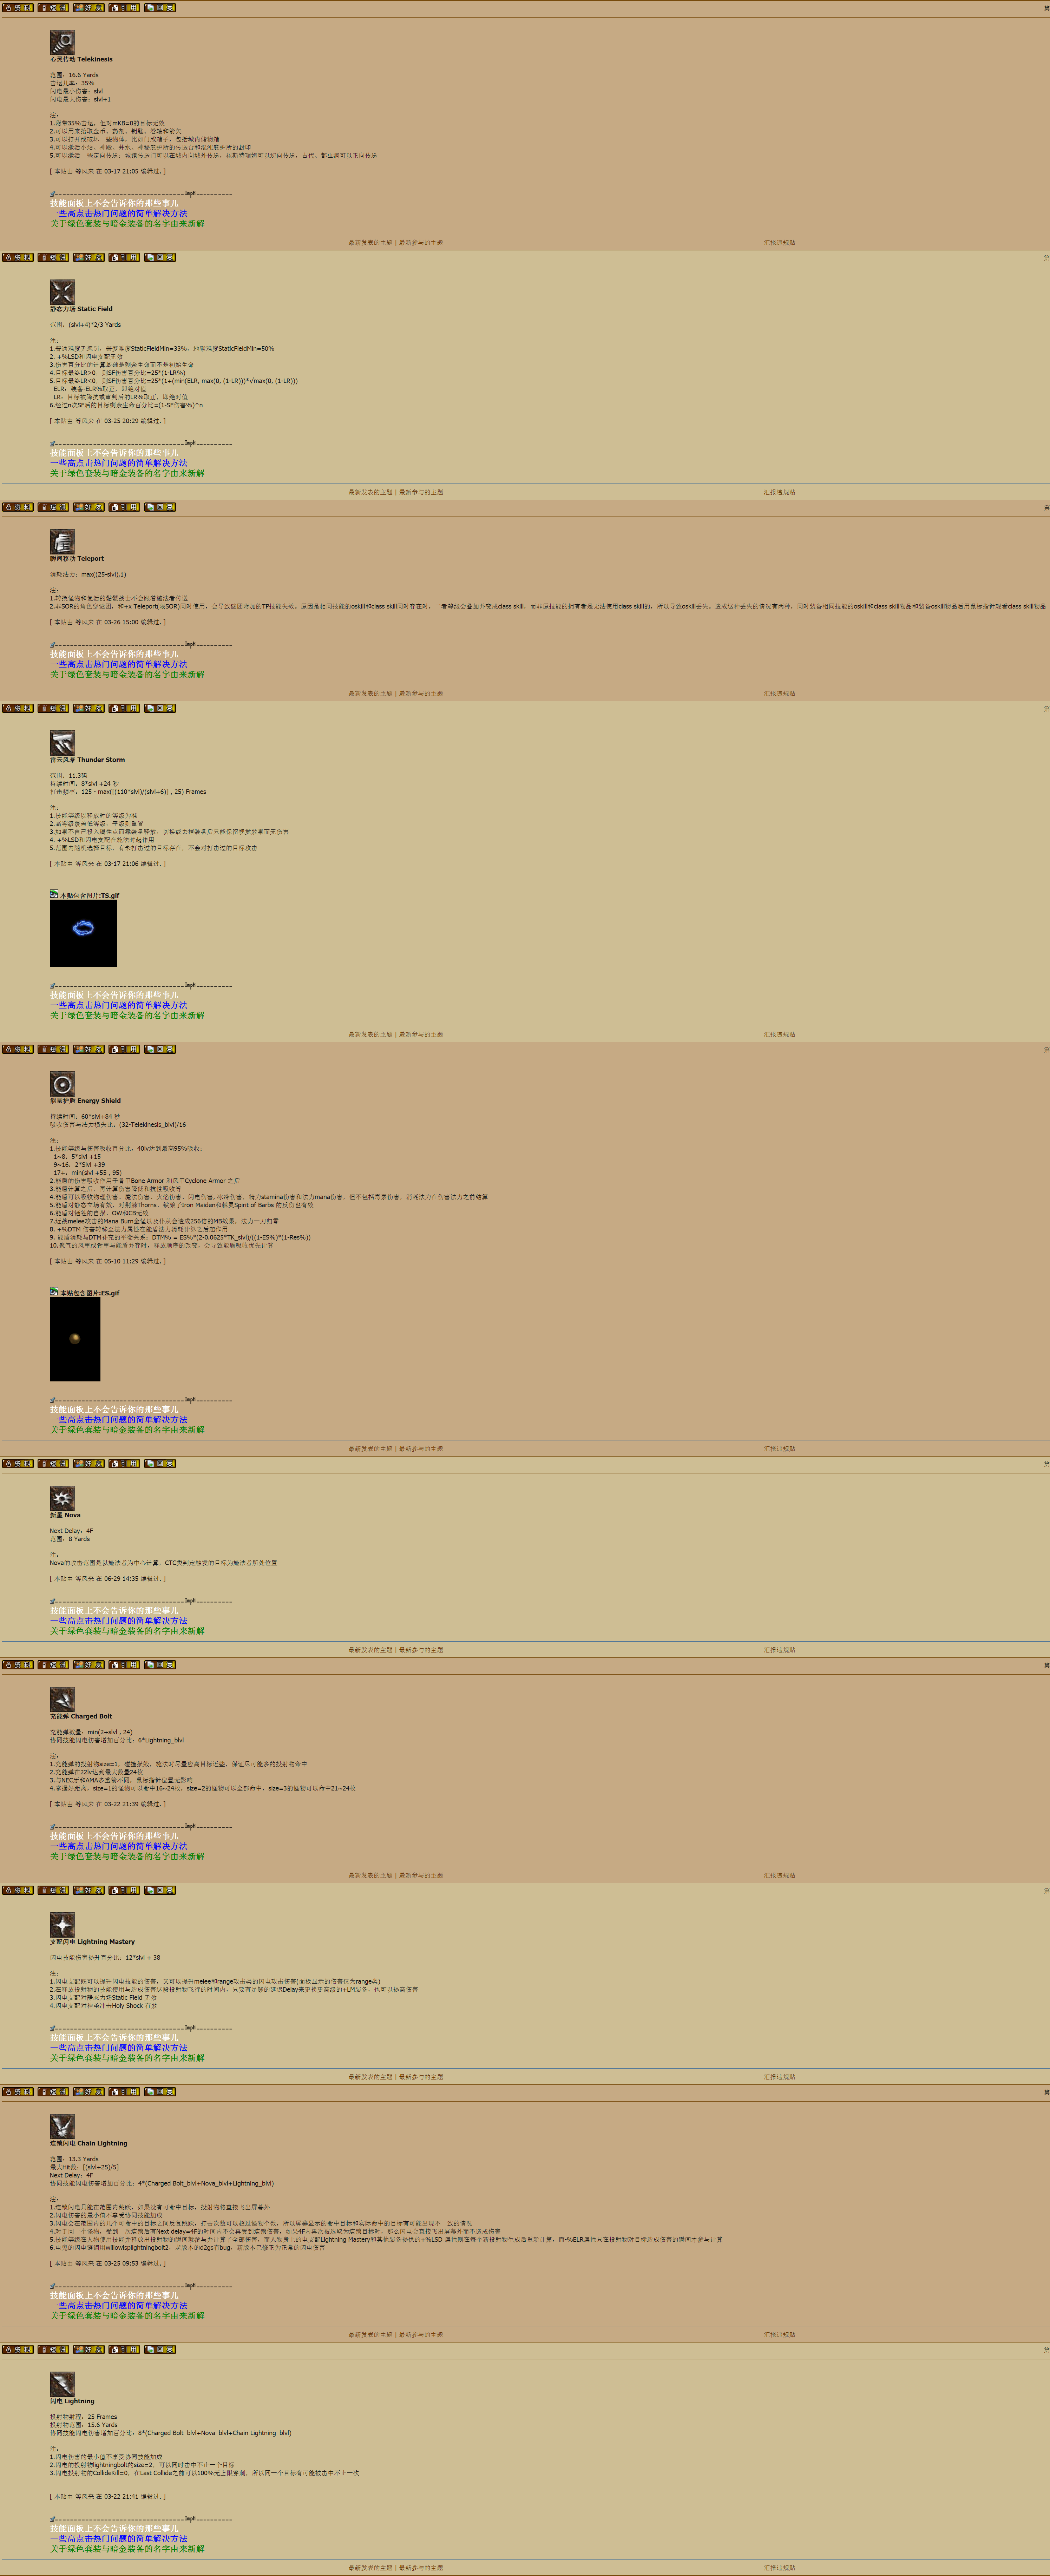 心灵传动 Telekinesis
范围：16.6 Yards
击退几率：35%
闪电最小伤害：slvl
闪电最大伤害：slvl+1
注：
1.附带35%击退，但对mKB=0的目标无效
2.可以用来拾取金币、药剂、钥匙、卷轴和箭矢
3.可以打开或破坏一些物体，比如门或箱子，包括城内储物箱
4.可以激活小站、神殿、井水、神秘庇护所的传送台和混沌庇护所的封印
5.可以激活一些定向传送：城镇传送门可以在城内向城外传送，崔斯特瑞姆可以逆向传送，古代、都血洞可以正向传送
[ 本贴由 等风来 在 03-17 21:05 编辑过. ]
技能面板上不会告诉你的那些事儿
一些高点击热门问题的简单解决方法
关于绿色套装与暗金装备的名字由来新解
最新发表的主题 | 最新参与的主题 汇报违规贴
静态力场 Static Field
范围：(slvl+4)*2/3 Yards
注：
1.普通难度无惩罚，噩梦难度StaticFieldMin=33%，地狱难度StaticFieldMin=50%
2. +%LSD和闪电支配无效
3.伤害百分比的计算基础是剩余生命而不是初始生命
4.目标最终LR>0，则SF伤害百分比=25*(1-LR%)
5.目标最终LR<0，则SF伤害百分比=25*(1+(min(ELR, max(0, (1-LR)))*√max(0, (1-LR)))
ELR：装备-ELR%取正，即绝对值
LR：目标被降抗或审判后的LR%取正，即绝对值
6.经过n次SF后的目标剩余生命百分比=(1-SF伤害%)^n
[ 本贴由 等风来 在 03-25 20:29 编辑过. ]
技能面板上不会告诉你的那些事儿
一些高点击热门问题的简单解决方法
关于绿色套装与暗金装备的名字由来新解
最新发表的主题 | 最新参与的主题 汇报违规贴
瞬间移动 Teleport
消耗法力：max((25-slvl),1)
注：
1.转换怪物和复活的骷髅战士不会跟着施法者传送
2.非SOR的角色穿谜团，和+x Teleport(限SOR)同时使用，会导致谜团附加的TP技能失效。原因是相同技能的oskill和class skill同时存在时，二者等级会叠加并变成class skill，而非原技能的拥有者是无法使用class skill的，所以导致oskill丢失。造成这种丢失的情况有两种，同时装备相同技能的oskill和class skill物品和装备oskill物品后用鼠标指针观看class skill物品
[ 本贴由 等风来 在 03-26 15:00 编辑过. ]
技能面板上不会告诉你的那些事儿
一些高点击热门问题的简单解决方法
关于绿色套装与暗金装备的名字由来新解
最新发表的主题 | 最新参与的主题 汇报违规贴
雷云风暴 Thunder Storm
范围：11.3码
持续时间：8*slvl +24 秒
打击频率：125 - max([(110*slvl)/(slvl+6)] , 25) Frames
注：
1.技能等级以释放时的等级为准
2.高等级覆盖低等级，平级则重置
3.如果不自己投入属性点而靠装备释放，切换或去掉装备后只能保留视觉效果而无伤害
4. +%LSD和闪电支配在施法时起作用
5.范围内随机选择目标，有未打击过的目标存在，不会对打击过的目标攻击
[ 本贴由 等风来 在 03-17 21:06 编辑过. ]
本贴包含图片:TS.gif
技能面板上不会告诉你的那些事儿
一些高点击热门问题的简单解决方法
关于绿色套装与暗金装备的名字由来新解
最新发表的主题 | 最新参与的主题 汇报违规贴
能量护盾 Energy Shield
持续时间：60*slvl+84 秒
吸收伤害与法力损失比：(32-Telekinesis_blvl)/16
注：
1.技能等级与伤害吸收百分比，40lv达到最高95%吸收：
1~8：5*slvl +15
9~16：2*Slvl +39
17+：min(slvl +55 , 95)
2.能盾的伤害吸收作用于骨甲Bone Armor 和风甲Cyclone Armor 之后
3.能盾计算之后，再计算伤害降低和抗性吸收等
4.能盾可以吸收物理伤害、魔法伤害、火焰伤害、闪电伤害, 冰冷伤害、精力stamina伤害和法力mana伤害，但不包括毒素伤害，消耗法力在伤害法力之前结算
5.能盾对静态立场有效，对荆棘Thorns、铁娘子Iron Maiden和棘灵Spirit of Barbs 的反伤也有效
6.能盾对牺牲的自损、OW和CB无效
7.近战melee攻击的Mana Burn金怪以及什么会造成256倍的MB效果，法力一刀归零
8. +%DTM 伤害转移至法力属性在能盾法力消耗计算之后起作用
9. 能盾消耗与DTM补充的平衡关系：DTM% = ES%*(2-0.0625*TK_slvl)/((1-ES%)*(1-Res%))
10.聚气的风甲或骨甲与能盾并存时，释放顺序的改变，会导致能盾吸收优先计算
[ 本贴由 等风来 在 05-10 11:29 编辑过. ]
本贴包含图片:ES.gif
技能面板上不会告诉你的那些事儿
一些高点击热门问题的简单解决方法
关于绿色套装与暗金装备的名字由来新解
最新发表的主题 | 最新参与的主题 汇报违规贴
新星 Nova
Next Delay：4F
范围：8 Yards
注：
Nova的攻击范围是以施法者为中心计算，CTC类判定触发的目标为施法者所处位置
[ 本贴由 等风来 在 06-29 14:35 编辑过. ]
技能面板上不会告诉你的那些事儿
一些高点击热门问题的简单解决方法
关于绿色套装与暗金装备的名字由来新解
最新发表的主题 | 最新参与的主题 汇报违规贴
充能弹 Charged Bolt
充能弹数量：min(2+slvl , 24)
协同技能闪电伤害增加百分比：6*Lightning_blvl
注：
1.充能弹的投射物size=1，碰撞损毁，施法时尽量应离目标近些，保证尽可能多的投射物命中
2.充能弹在22lv达到最大数量24枚
3.与NEC牙和AMA多重箭不同，鼠标指针位置无影响
4.掌握好距离，size=1的怪物可以命中16~24枚，size=2的怪物可以全部命中，size=3的怪物可以命中21~24枚
[ 本贴由 等风来 在 03-22 21:39 编辑过. ]
技能面板上不会告诉你的那些事儿
一些高点击热门问题的简单解决方法
关于绿色套装与暗金装备的名字由来新解
最新发表的主题 | 最新参与的主题 汇报违规贴
支配闪电 Lightning Mastery
闪电技能伤害提升百分比：12*slvl + 38
注：
1.闪电支配既可以提升闪电技能的伤害，又可以提升melee和range攻击类的闪电攻击伤害(面板显示的伤害仅为range类)
2.在释放投射物的技能使用与造成伤害这段投射物飞行的时间内，只要有足够的延迟Delay来更换更高级的+LM装备，也可以提高伤害
3.闪电支配对静态力场Static Field 无效
4.闪电支配对神圣冲击Holy Shock 有效
技能面板上不会告诉你的那些事儿
一些高点击热门问题的简单解决方法
关于绿色套装与暗金装备的名字由来新解
最新发表的主题 | 最新参与的主题 汇报违规贴
连锁闪电 Chain Lightning
范围：13.3 Yards
最大Hit数：[(slvl+25)/5]
Next Delay：4F
协同技能闪电伤害增加百分比：4*(Charged Bolt_blvl+Nova_blvl+Lightning_blvl)
注：
1.连锁闪电只能在范围内跳跃，如果没有可命中目标，投射物将直接飞出屏幕外
2.闪电伤害的最小值不享受协同技能加成
3.闪电会在范围内的几个可命中的目标之间反复跳跃，打击次数可以超过怪物个数，所以屏幕显示的命中目标和实际命中的目标有可能出现不一致的情况
4.对于同一个怪物，受到一次连锁后有Next delay=4F的时间内不会再受到连锁伤害，如果4F内再次被选取为连锁目标时，那么闪电会直接飞出屏幕外而不造成伤害
5.技能等级在人物使用技能并释放出投射物的瞬间就参与并计算了全部伤害，而人物身上的电支配Lightning Mastery和其他装备提供的+%LSD 属性则在每个新投射物生成后重新计算，而-%ELR属性只在投射物对目标造成伤害的瞬间才参与计算
6.电鬼的闪电链调用willowisplightningbolt2，老版本的d2gs有bug，新版本已修正为正常的闪电伤害
[ 本贴由 等风来 在 03-25 09:53 编辑过. ]
技能面板上不会告诉你的那些事儿
一些高点击热门问题的简单解决方法
关于绿色套装与暗金装备的名字由来新解
最新发表的主题 | 最新参与的主题 汇报违规贴
闪电 Lightning
投射物射程：25 Frames
投射物范围：15.6 Yards
协同技能闪电伤害增加百分比：8*(Charged Bolt_blvl+Nova_blvl+Chain Lightning_blvl)
注：
1.闪电伤害的最小值不享受协同技能加成
2.闪电的投射物lightningbolt的size=2，可以同时击中不止一个目标
3.闪电投射物的CollideKill=0，在Last Collide之前可以100%无上限穿刺，所以同一个目标有可能被击中不止一次
[ 本贴由 等风来 在 03-22 21:41 编辑过. ]
技能面板上不会告诉你的那些事儿
一些高点击热门问题的简单解决方法
关于绿色套装与暗金装备的名字由来新解
最新发表的主题 | 最新参与的主题 汇报违规贴